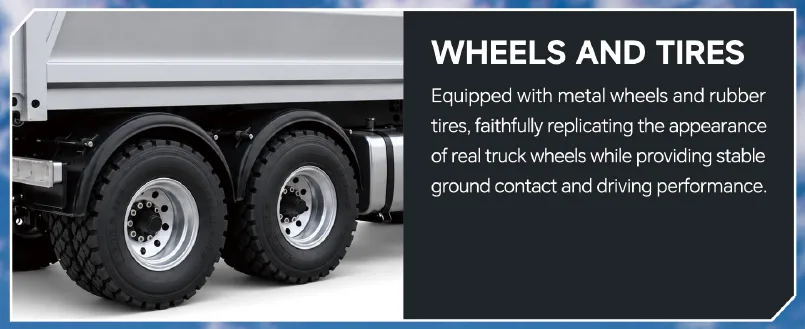 WHEELS AND TIRES
Equipped with metal wheels and rubber
tires, faithfully replicating the appearance
of real truck wheels while providing stable
ground contact and driving performance.